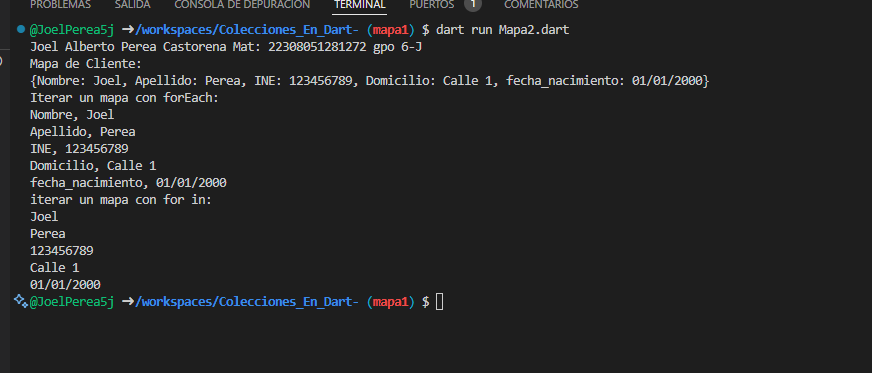 PROBLEMAS SALIDA CONSOLA DE DEPURACIÓN TERMINAL PUERTOS 1 COMENTARIOS
@JoelPerea5j ➜/workspaces/Colecciones_En_Dart- (mapa1) $ dart run Mapa2.dart
Joel Alberto Perea Castorena Mat: 22308051281272 gpo 6-J
Mapa de Cliente:
{Nombre: Joel, Apellido: Perea, INE: 123456789, Domicilio: Calle 1, fecha_nacimiento: 01/01/2000}
Iterar un mapa con forEach:
Nombre, Joel
Apellido, Perea
INE, 123456789
Domicilio, Calle 1
fecha_nacimiento, 01/01/2000
iterar un mapa con for in:
Joel
Perea
123456789
Calle 1
01/01/2000
@JoelPerea5j ➜/workspaces/Colecciones_En_Dart- (mapa1) $